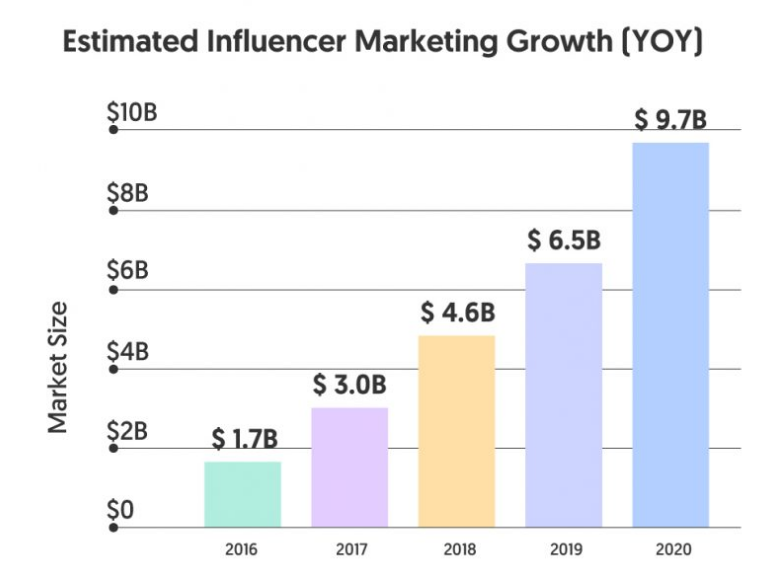 Estimated Influencer Marketing Growth (YOY)
$10B
$ 9.7B
$8B
$ 6.5B
$6B
$ 4.6B
$4B
$ 3.0B
$2B
$ 1.7B
$0
Market Size
2016 2017 2018 2019 2020